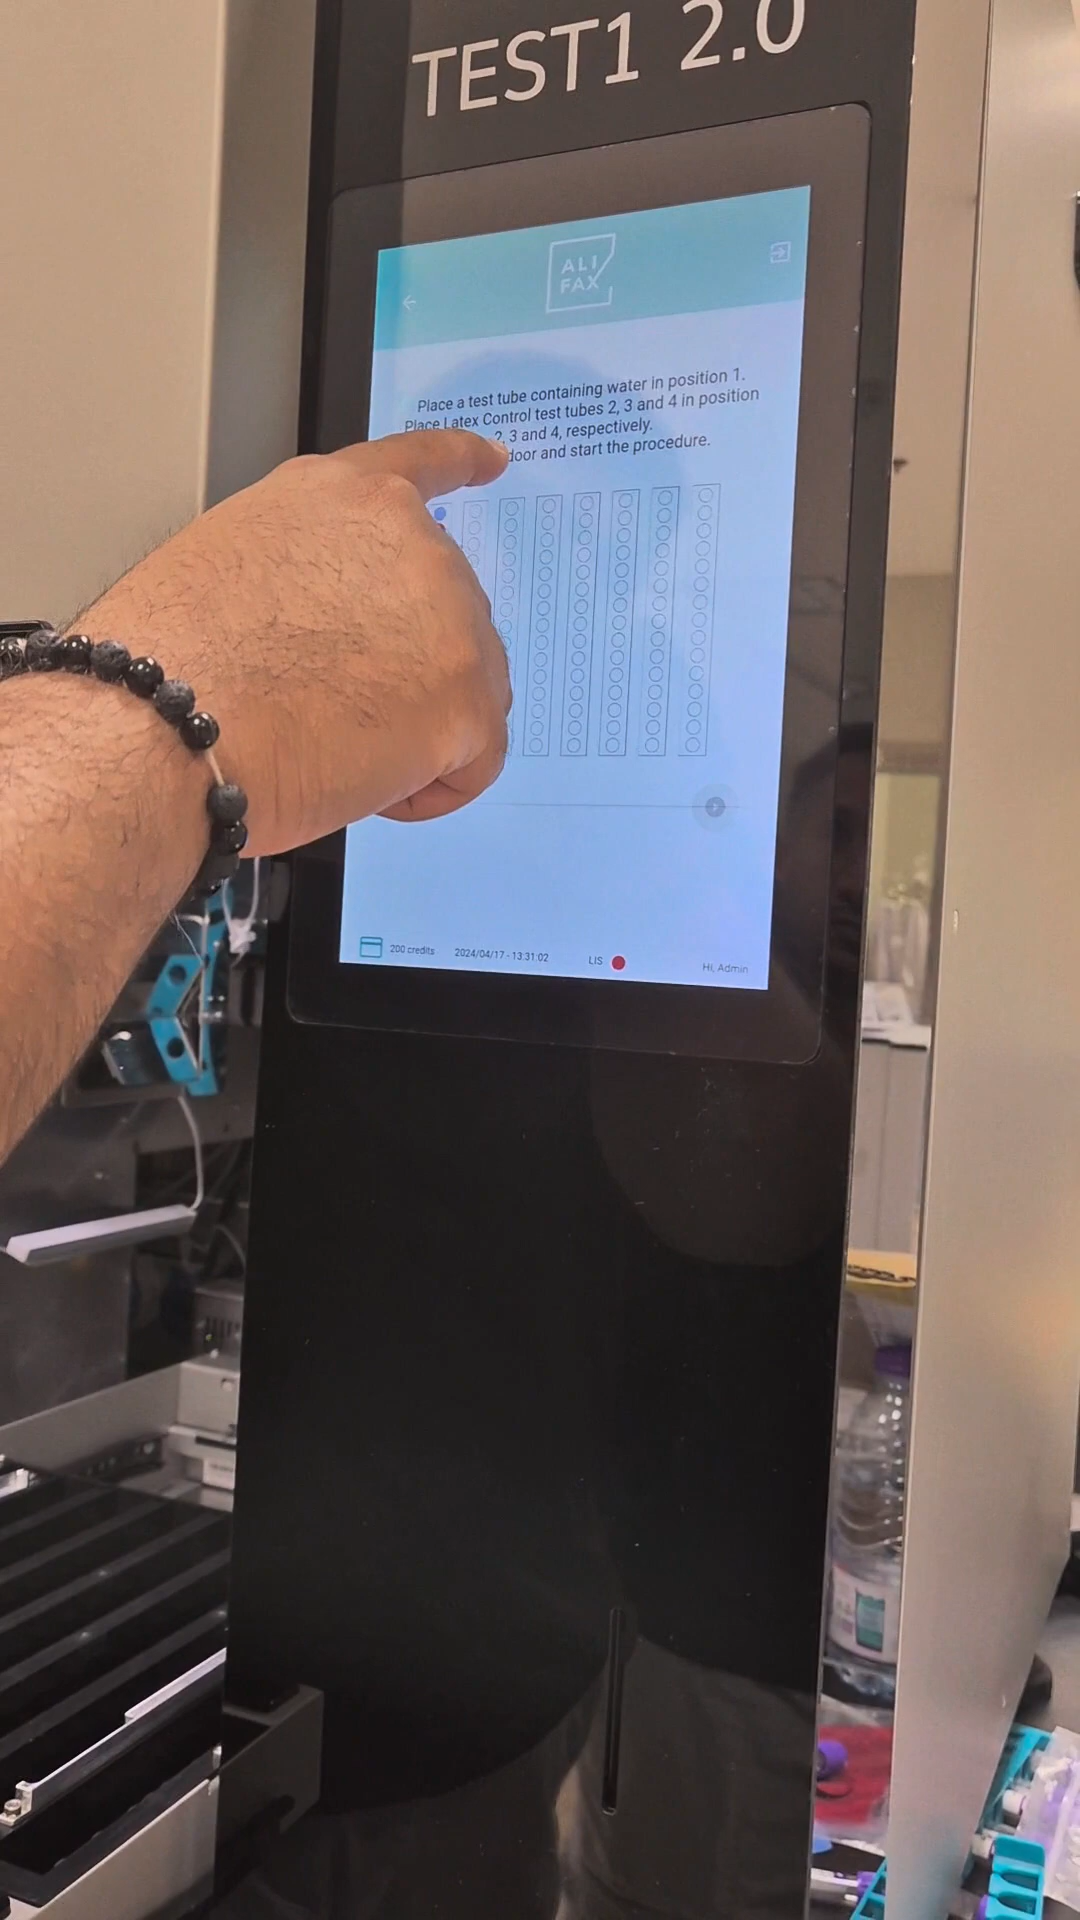 TEST1 2.0
ALI
FAX
Place a test tube containing water in position 1.
Place Latex Control test tubes 2, 3 and 4 in position
2, 3 and 4, respectively.
door and start the procedure.
200 credits 2024/04/17 - 13:31:02 LIS Hi, Admin